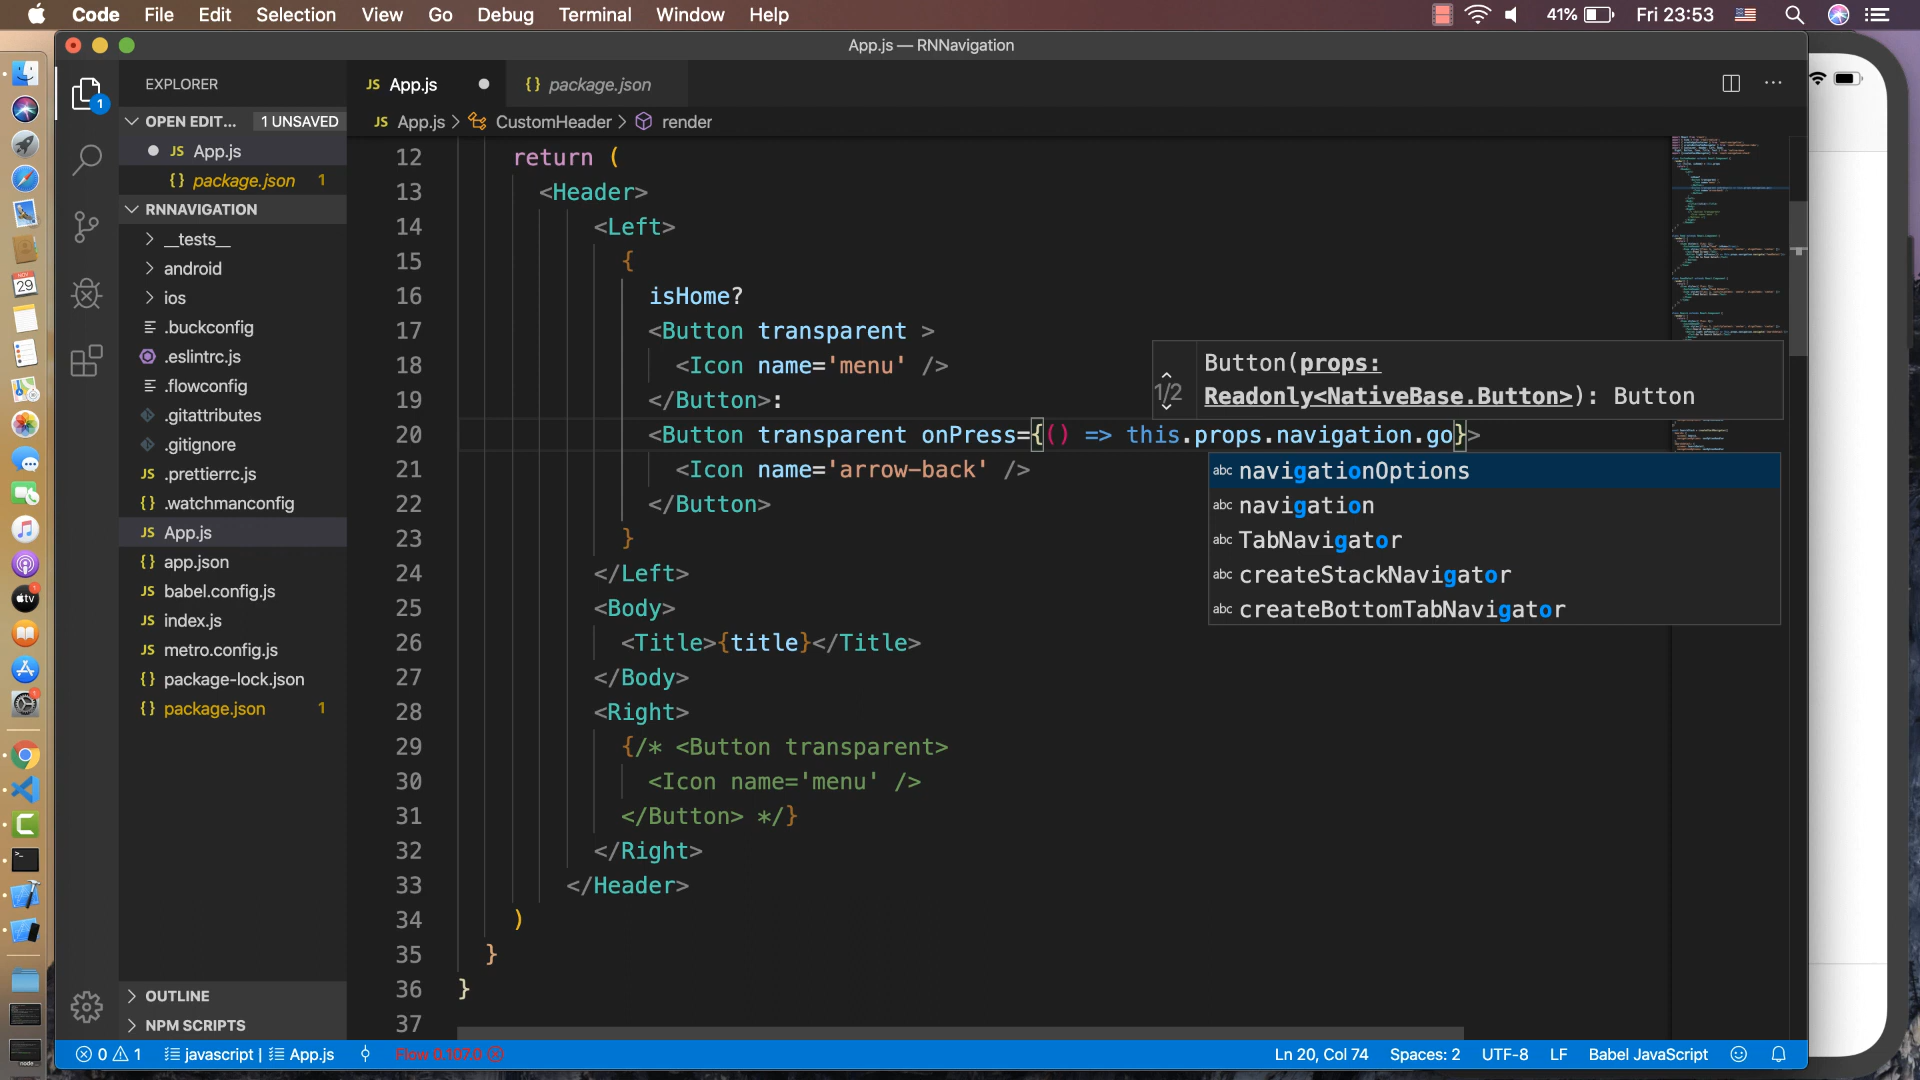 Code File Edit Selection View Go Debug Terminal Window Help 41% Fri 23:53
App.js — RNNavigation
EXPLORER
OPEN EDIT... 1 UNSAVED
JS App.js
{} package.json 1
RNNAVIGATION
__tests__
android
ios
.buckconfig
.eslintrc.js
.flowconfig
.gitattributes
.gitignore
JS .prettierrc.js
{} .watchmanconfig
JS App.js
{} app.json
JS babel.config.js
JS index.js
JS metro.config.js
{} package-lock.json
{} package.json 1
OUTLINE
NPM SCRIPTS
JS App.js {} package.json
JS App.js > CustomHeader > render
12 return (
13 <Header>
14 <Left>
15 {
16 isHome?
17 <Button transparent >
18 <Icon name='menu' />
19 </Button>:
20 <Button transparent onPress={() => this.props.navigation.go}>
21 <Icon name='arrow-back' />
22 </Button>
23 }
24 </Left>
25 <Body>
26 <Title>{title}</Title>
27 </Body>
28 <Right>
29 {/* <Button transparent>
30 <Icon name='menu' />
31 </Button> */}
32 </Right>
33 </Header>
34 )
35 }
36 }
37
1/2 Button(props:
Readonly<NativeBase.Button>): Button
abc navigationOptions
abc navigation
abc TabNavigator
abc createStackNavigator
abc createBottomTabNavigator
0 1 javascript | App.js Flow 0.107.0 Ln 20, Col 74 Spaces: 2 UTF-8 LF Babel JavaScript